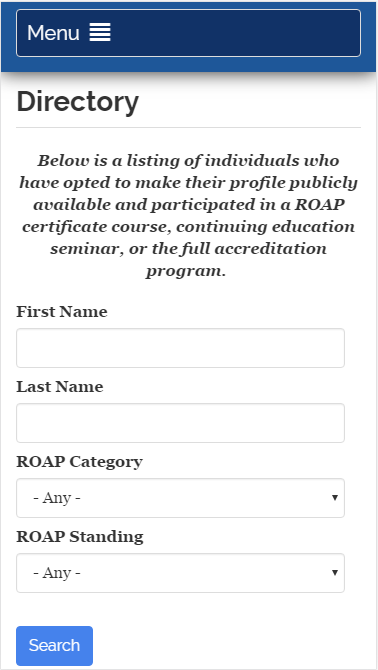 Menu
Directory
Below is a listing of individuals who
have opted to make their profile publicly
available and participated in a ROAP
certificate course, continuing education
seminar, or the full accreditation
program.
First Name
Last Name
ROAP Category
- Any -
ROAP Standing
- Any -
Search